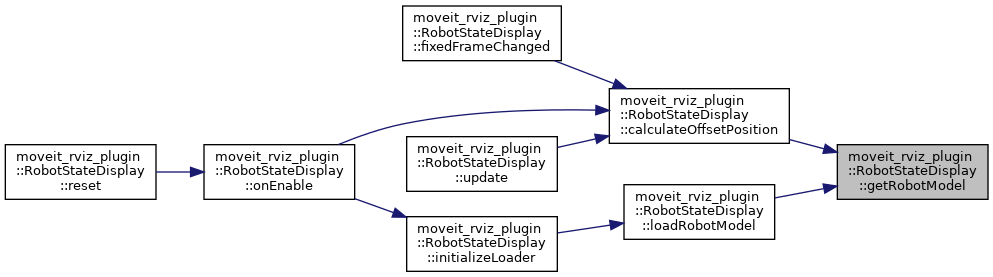 moveit_rviz_plugin
::RobotStateDisplay
::fixedFrameChanged
moveit_rviz_plugin
::RobotStateDisplay
::calculateOffsetPosition
moveit_rviz_plugin
::RobotStateDisplay
::update
moveit_rviz_plugin
::RobotStateDisplay
::reset
moveit_rviz_plugin
::RobotStateDisplay
::onEnable
moveit_rviz_plugin
::RobotStateDisplay
::getRobotModel
moveit_rviz_plugin
::RobotStateDisplay
::loadRobotModel
moveit_rviz_plugin
::RobotStateDisplay
::initializeLoader